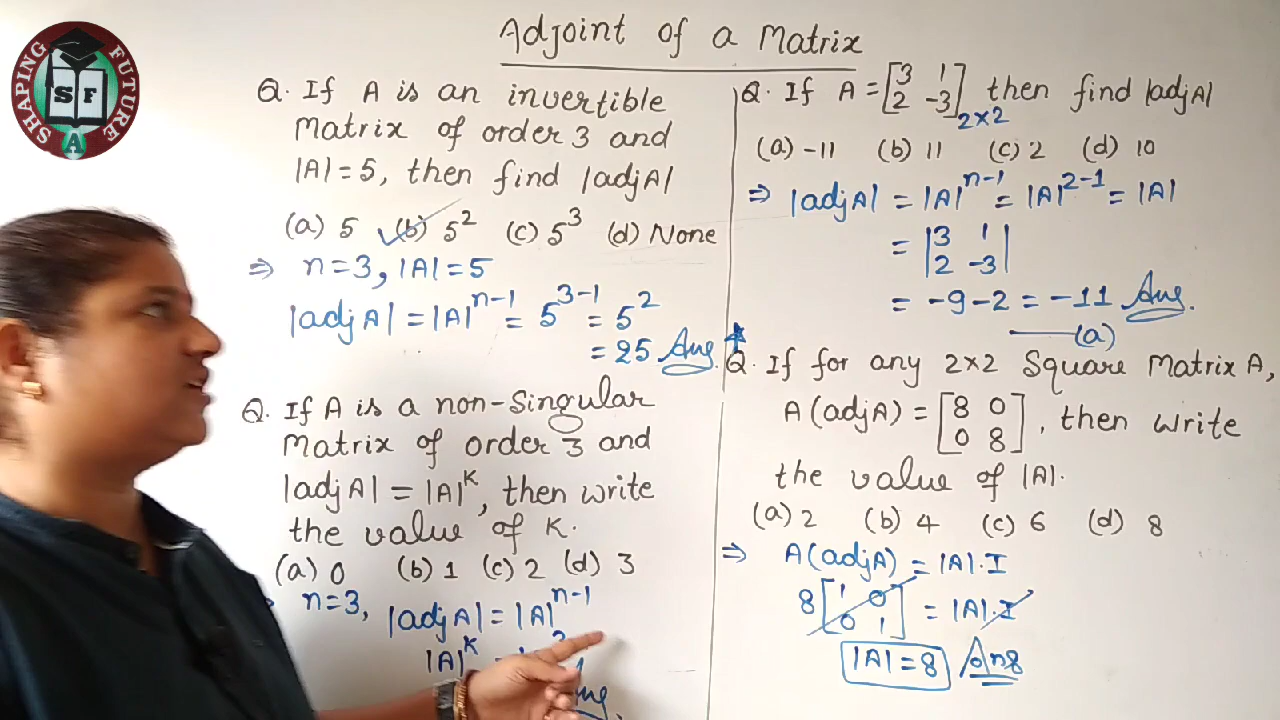 SHAPING FUTURE
S F
A
Adjoint of a Matrix
Q. If A is an invertible
Matrix of order 3 and
|A| = 5, then find |adjA|
(a) 5 (b) 5² (c) 5³ (d) None
⇒ n=3, |A| = 5
|adj A| = |A|ⁿ⁻¹ = 5³⁻¹ = 5²
= 25 Ans.
Q. If A is a non-Singular
Matrix of order 3 and
|adj A| = |A|ᴷ, then write
the value of K.
(a) 0 (b) 1 (c) 2 (d) 3
n=3, |adj A| = |A|ⁿ⁻¹
|A|ᴷ =
Q. If A = [3 1
2 -3] 2×2 then find |adjA|
(a) -11 (b) 11 (c) 2 (d) 10
⇒ |adjA| = |A|ⁿ⁻¹ = |A|²⁻¹ = |A|
= |3 1
2 -3|
= -9 - 2 = -11 Ans.
(a)
*
Q. If for any 2×2 Square Matrix A,
A (adjA) = [8 0
0 8], then write
the value of |A|.
(a) 2 (b) 4 (c) 6 (d) 8
⇒ A(adjA) = |A|.I
8 [1 0
0 1] = |A|.I
|A| = 8 Ans